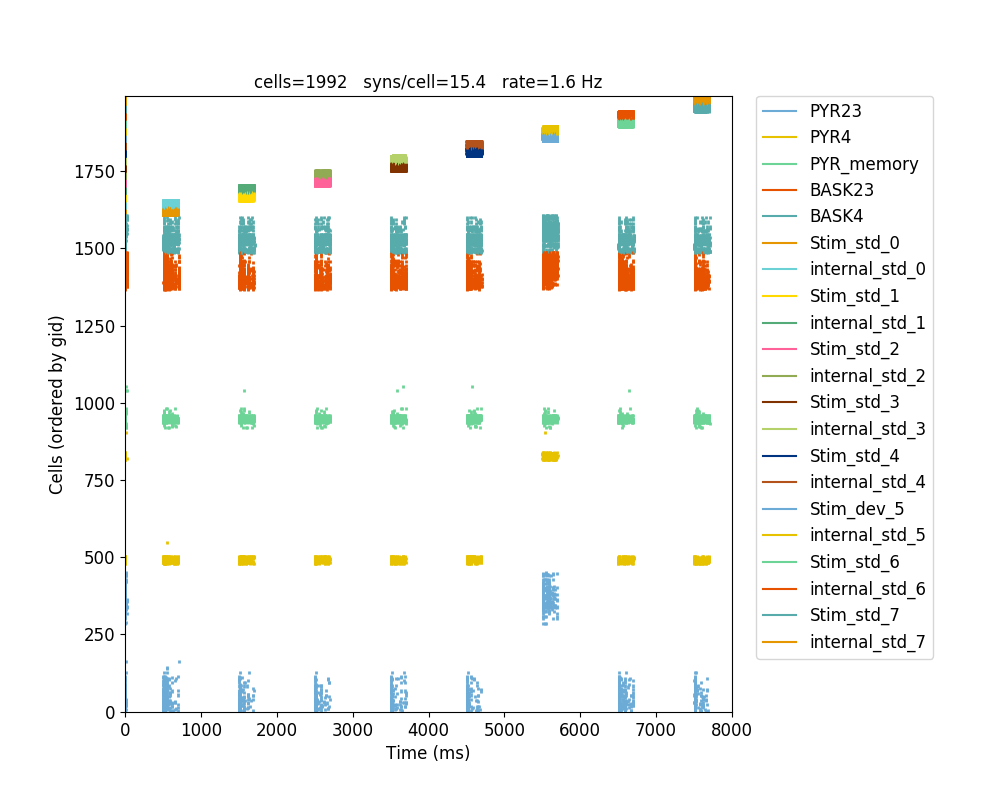 cells=1992 syns/cell=15.4 rate=1.6 Hz
Cells (ordered by gid)
1750
1500
1250
1000
750
500
250
0
0 1000 2000 3000 4000 5000 6000 7000 8000
Time (ms)
PYR23
PYR4
PYR_memory
BASK23
BASK4
Stim_std_0
internal_std_0
Stim_std_1
internal_std_1
Stim_std_2
internal_std_2
Stim_std_3
internal_std_3
Stim_std_4
internal_std_4
Stim_dev_5
internal_std_5
Stim_std_6
internal_std_6
Stim_std_7
internal_std_7